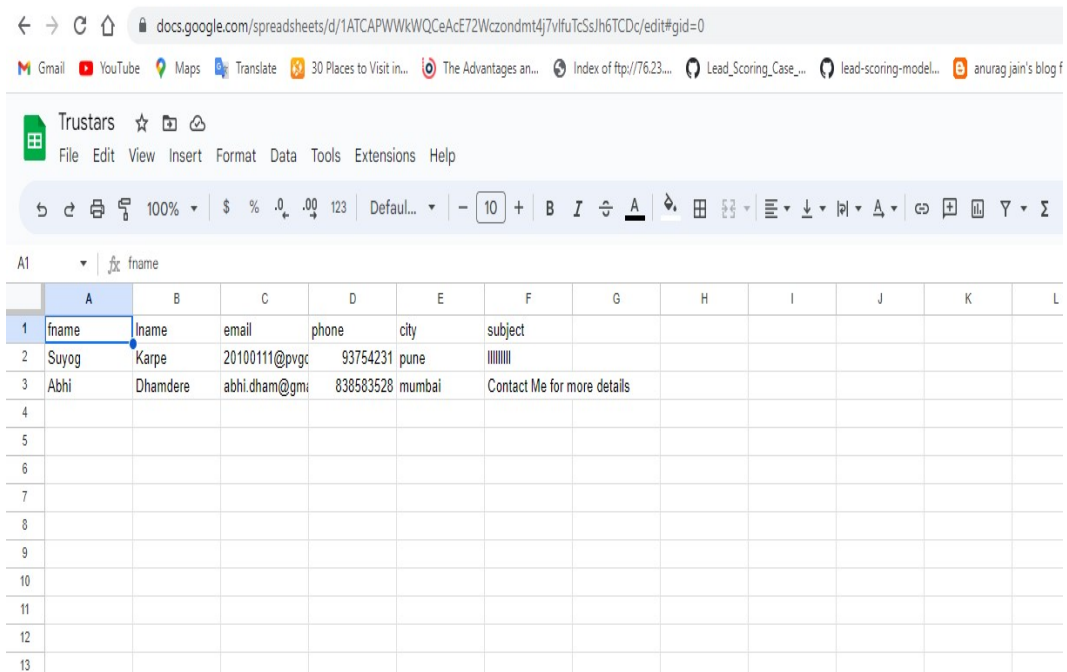 docs.google.com/spreadsheets/d/1ATCAPWWkWQCeAcE72Wczondmt4j7vlfuTcSsJh6TCDc/edit#gid=0
Gmail YouTube Maps Translate 30 Places to Visit in... The Advantages an... Index of ftp://76.23.... Lead_Scoring_Case_... lead-scoring-model... anurag jain's blog f
Trustars
File Edit View Insert Format Data Tools Extensions Help
100% $ % .0 .00 123 Defaul... − 10 + B I A Σ
A1 fx fname
A B C D E F G H I J K L
1 fname lname email phone city subject
2 Suyog Karpe 20100111@pvgc 93754231 pune llllllllll
3 Abhi Dhamdere abhi.dham@gma 838583528 mumbai Contact Me for more details
4
5
6
7
8
9
10
11
12
13